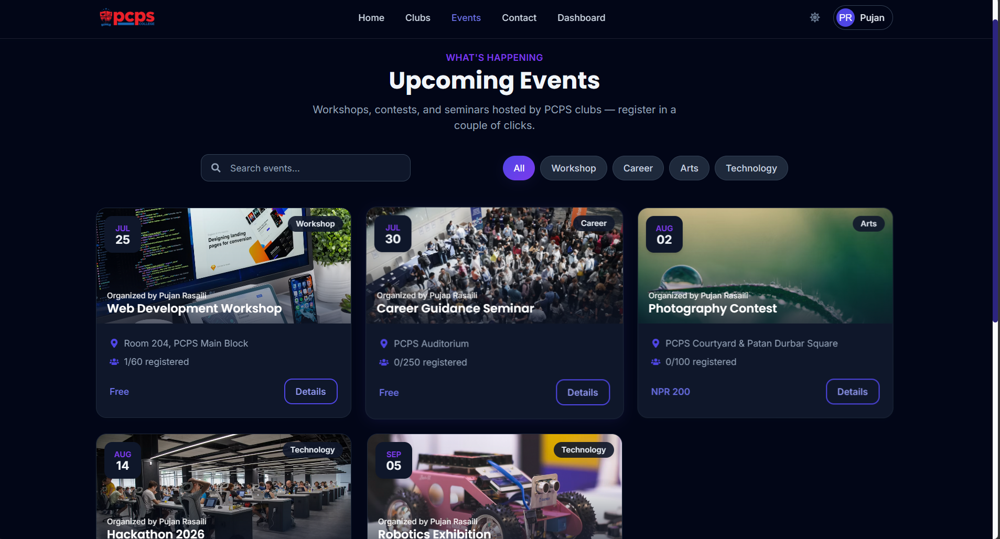 pcps
COLLEGE
Home
Clubs
Events
Contact
Dashboard
PR
Pujan
WHAT'S HAPPENING
Upcoming Events
Workshops, contests, and seminars hosted by PCPS clubs — register in a
couple of clicks.
Search events...
All
Workshop
Career
Arts
Technology
JUL
25
Workshop
Designing landing
pages for conversion
Organized by Pujan Rasaili
Web Development Workshop
Room 204, PCPS Main Block
1/60 registered
Free
Details
JUL
30
Career
Organized by Pujan Rasaili
Career Guidance Seminar
PCPS Auditorium
0/250 registered
Free
Details
AUG
02
Arts
Organized by Pujan Rasaili
Photography Contest
PCPS Courtyard & Patan Durbar Square
0/100 registered
NPR 200
Details
AUG
14
Technology
Organized by Pujan Rasaili
Hackathon 2026
SEP
05
Technology
Organized by Pujan Rasaili
Robotics Exhibition